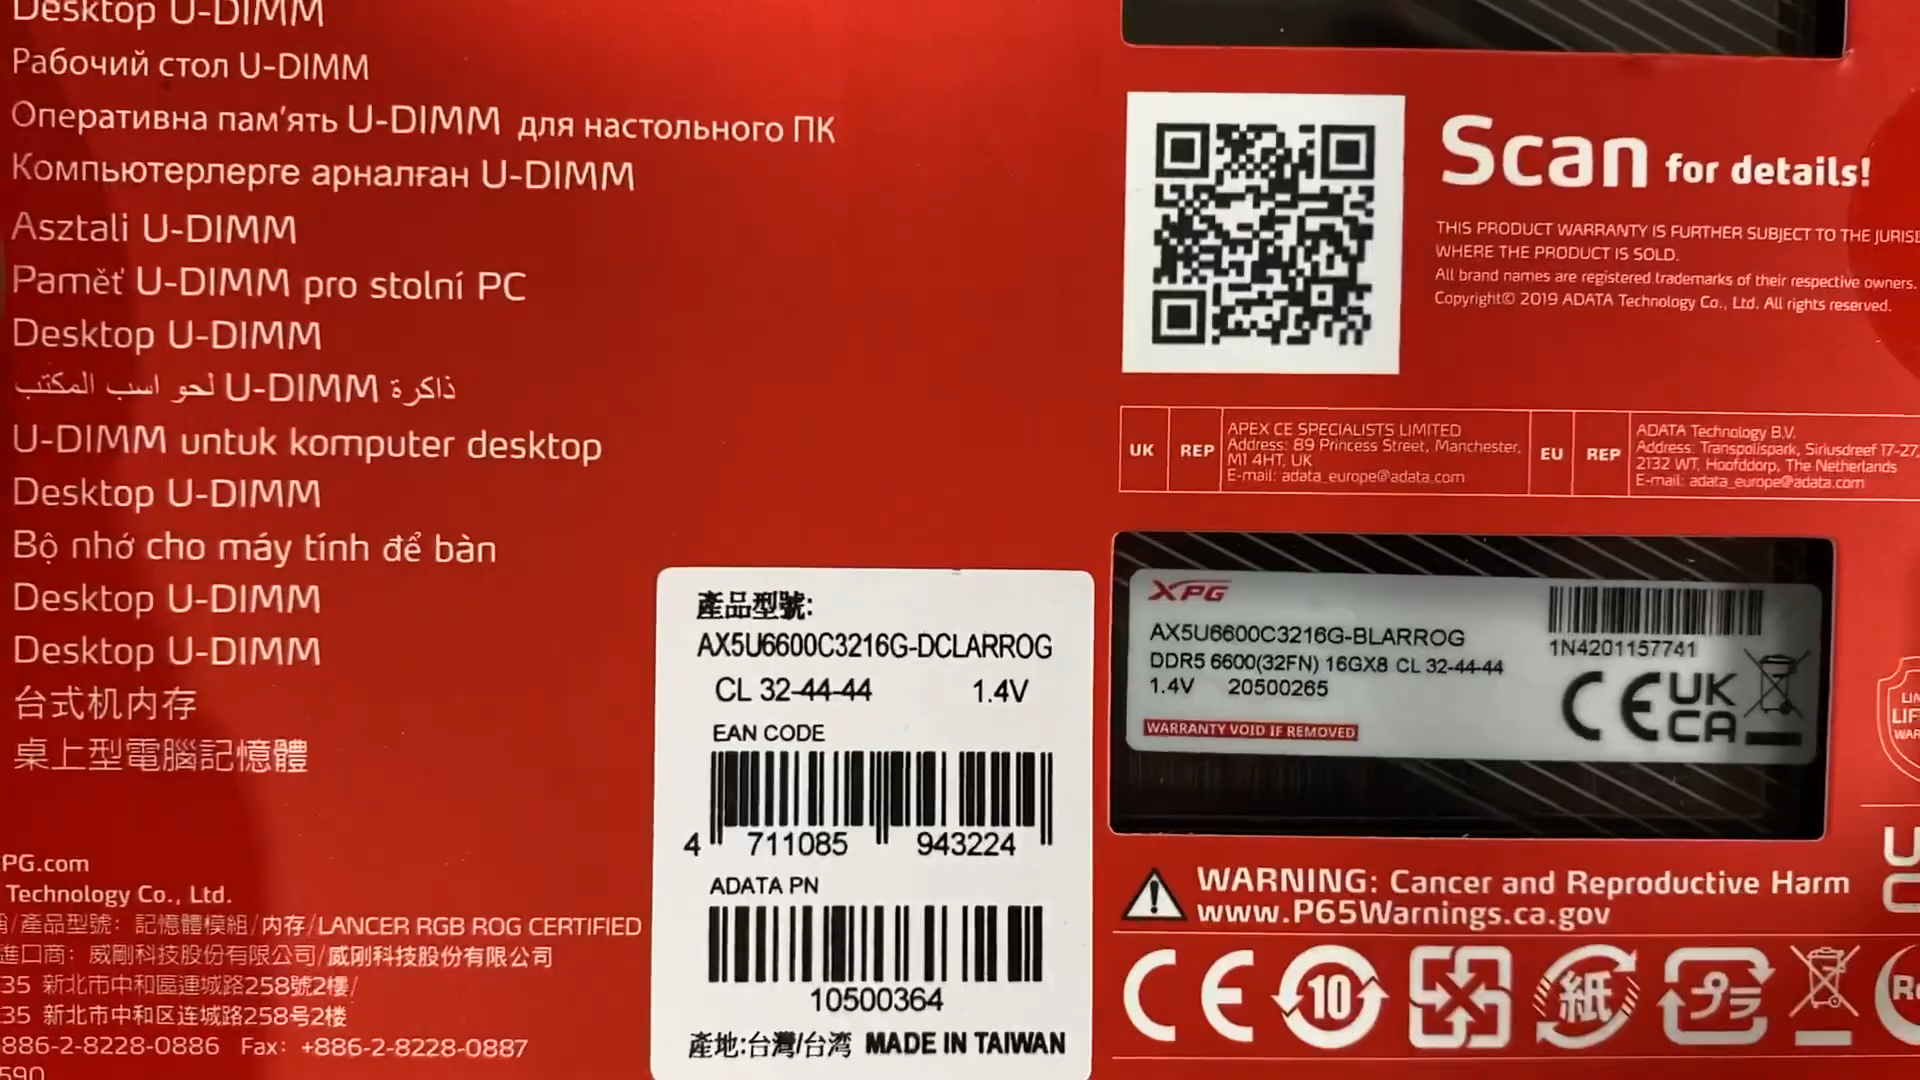 Desktop U-DIMM
Рабочий стол U-DIMM
Оперативна пам'ять U-DIMM для настольного ПК
Компьютерлерге арналған U-DIMM
Asztali U-DIMM
Paměť U-DIMM pro stolní PC
Desktop U-DIMM
ذاكرة U-DIMM لحو اسب المكتب
U-DIMM untuk komputer desktop
Desktop U-DIMM
Bộ nhớ cho máy tính để bàn
Desktop U-DIMM
Desktop U-DIMM
台式机内存
桌上型電腦記憶體
PG.com
Technology Co., Ltd.
/產品型號: 記憶體模組/内存/LANCER RGB ROG CERTIFIED
進口商: 威剛科技股份有限公司/威刚科技股份有限公司
35 新北市中和區連城路258號2樓/
35 新北市中和区连城路258号2楼
886-2-8228-0886 Fax: +886-2-8228-0887
590
產品型號:
AX5U6600C3216G-DCLARROG
CL 32-44-44 1.4V
EAN CODE
4 711085 943224
ADATA PN
10500364
產地:台灣/台湾 MADE IN TAIWAN
Scan for details!
THIS PRODUCT WARRANTY IS FURTHER SUBJECT TO THE JURISD
WHERE THE PRODUCT IS SOLD.
All brand names are registered trademarks of their respective owners.
Copyright© 2019 ADATA Technology Co., Ltd. All rights reserved.
UK REP
APEX CE SPECIALISTS LIMITED
Address: 89 Princess Street, Manchester,
M1 4HT, UK
E-mail: adata_europe@adata.com
EU REP
ADATA Technology B.V.
Address: Transpolispark, Siriusdreef 17-27,
2132 WT, Hoofddorp, The Netherlands
E-mail: adata_europe@adata.com
XPG
AX5U6600C3216G-BLARROG
DDR5 6600(32FN) 16GX8 CL 32-44-44
1.4V 20500265
WARRANTY VOID IF REMOVED
1N4201157741
CE UK
CA
LIM
LIF
WAR
WARNING: Cancer and Reproductive Harm
www.P65Warnings.ca.gov
CE 10 紙 プラ